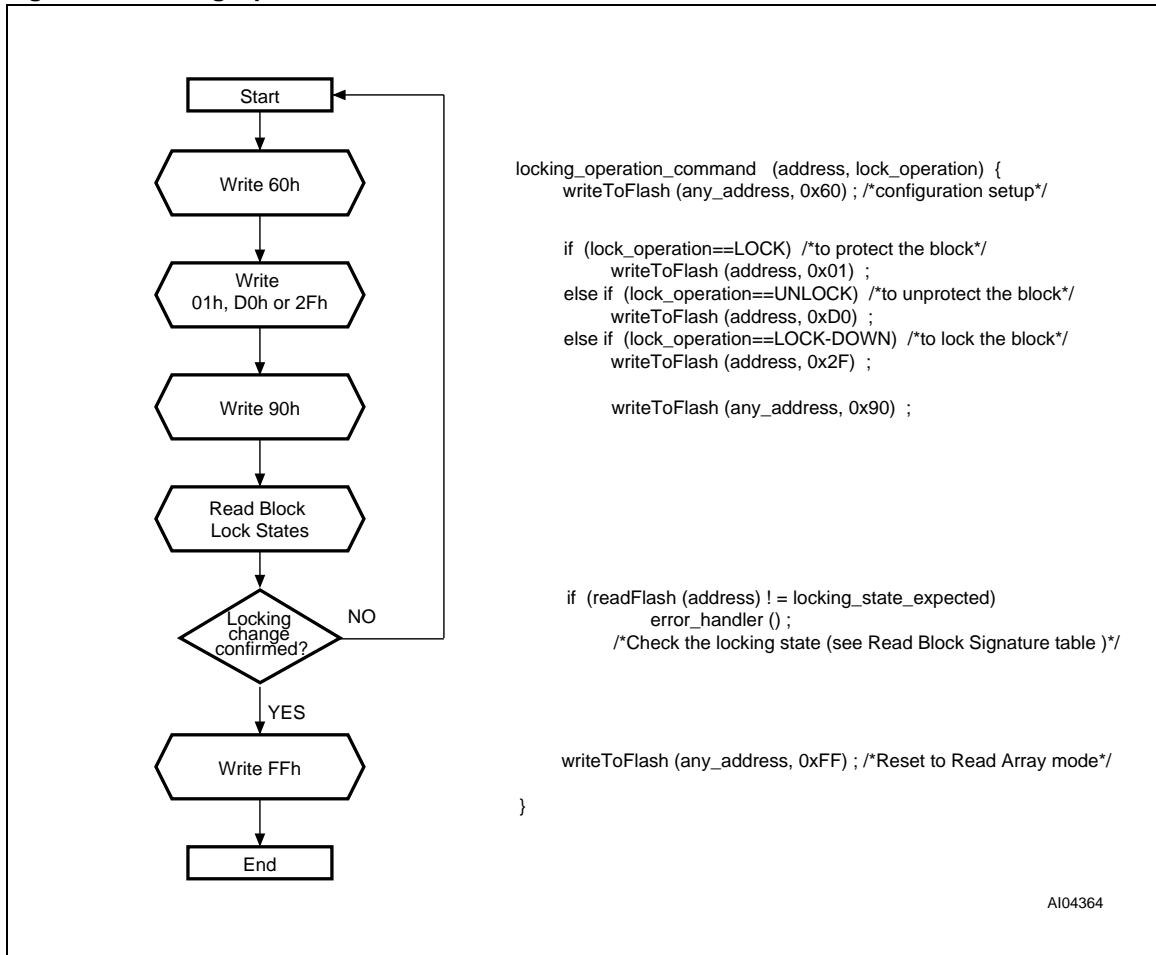 Start
Write 60h
Write
01h, D0h or 2Fh
Write 90h
Read Block
Lock States
Locking
change
confirmed?
NO
YES
Write FFh
End
locking_operation_command (address, lock_operation) {
writeToFlash (any_address, 0x60) ; /*configuration setup*/
if (lock_operation==LOCK) /*to protect the block*/
writeToFlash (address, 0x01) ;
else if (lock_operation==UNLOCK) /*to unprotect the block*/
writeToFlash (address, 0xD0) ;
else if (lock_operation==LOCK-DOWN) /*to lock the block*/
writeToFlash (address, 0x2F) ;
writeToFlash (any_address, 0x90) ;
if (readFlash (address) ! = locking_state_expected)
error_handler () ;
/*Check the locking state (see Read Block Signature table )*/
writeToFlash (any_address, 0xFF) ; /*Reset to Read Array mode*/
}
AI04364